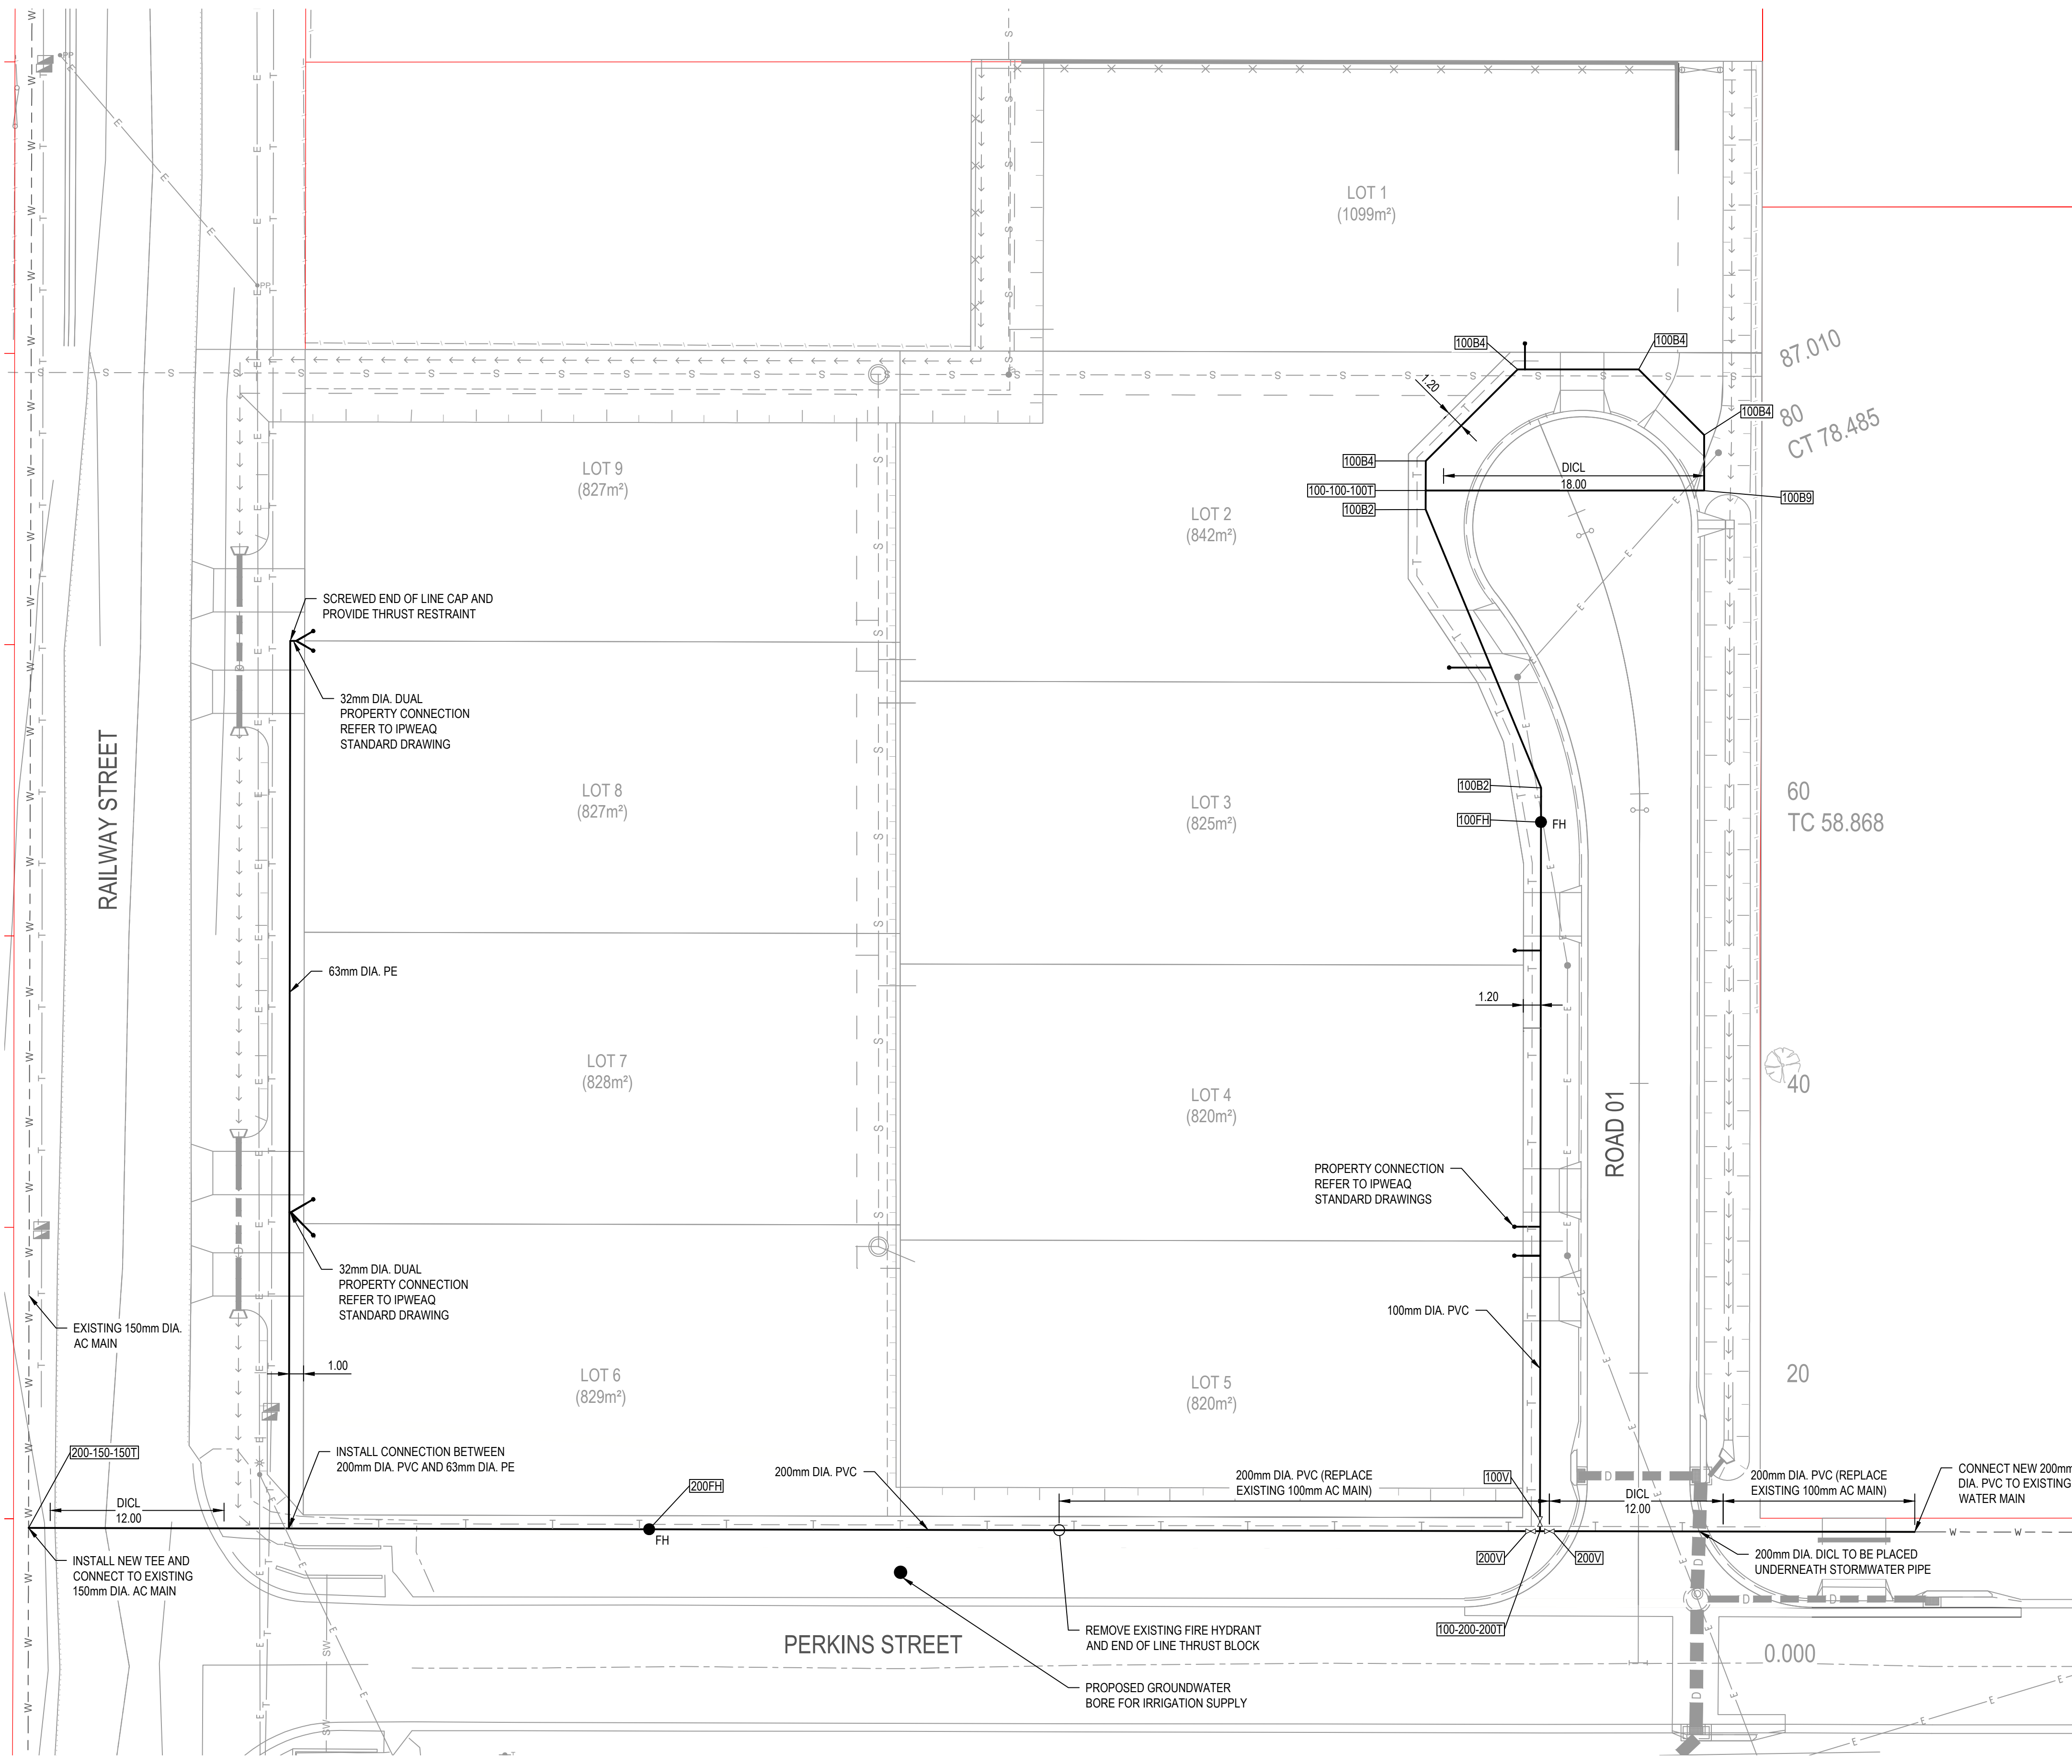 PP
PP
LOT 1
(1099m²)
87.010
80
CT 78.485
100B4
100B4
1.20
100B4
100B4
DICL
18.00
100-100-100T
100B9
100B2
LOT 9
(827m²)
LOT 2
(842m²)
SCREWED END OF LINE CAP AND
PROVIDE THRUST RESTRAINT
32mm DIA. DUAL
PROPERTY CONNECTION
REFER TO IPWEAQ
STANDARD DRAWING
RAILWAY STREET
LOT 8
(827m²)
LOT 3
(825m²)
100B2
100FH
FH
60
TC 58.868
63mm DIA. PE
1.20
LOT 7
(828m²)
LOT 4
(820m²)
ROAD 01
40
PROPERTY CONNECTION
REFER TO IPWEAQ
STANDARD DRAWINGS
32mm DIA. DUAL
PROPERTY CONNECTION
REFER TO IPWEAQ
STANDARD DRAWING
EXISTING 150mm DIA.
AC MAIN
100mm DIA. PVC
1.00
LOT 6
(829m²)
LOT 5
(820m²)
20
200-150-150T
INSTALL CONNECTION BETWEEN
200mm DIA. PVC AND 63mm DIA. PE
200mm DIA. PVC
200mm DIA. PVC (REPLACE
EXISTING 100mm AC MAIN)
100V
200mm DIA. PVC (REPLACE
EXISTING 100mm AC MAIN)
CONNECT NEW 200mm
DIA. PVC TO EXISTING
WATER MAIN
DICL
12.00
200FH
FH
DICL
12.00
INSTALL NEW TEE AND
CONNECT TO EXISTING
150mm DIA. AC MAIN
200V
200V
200mm DIA. DICL TO BE PLACED
UNDERNEATH STORMWATER PIPE
100-200-200T
REMOVE EXISTING FIRE HYDRANT
AND END OF LINE THRUST BLOCK
PERKINS STREET
0.000
PROPOSED GROUNDWATER
BORE FOR IRRIGATION SUPPLY
SW
SW